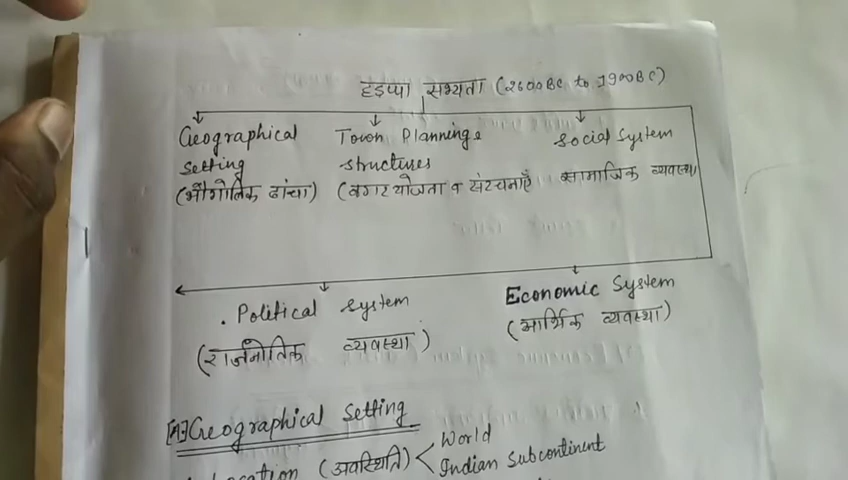 हड़प्पा सभ्यता (2600BC to 1900BC)
Geographical Setting
(भौगोलिक ढांचा)
Town Planning & structures
(नगर योजना व संरचनाएँ
Social System
सामाजिक व्यवस्था
Political System
(राजनीतिक व्यवस्था)
Economic System
(आर्थिक व्यवस्था)
[A] Geographical Setting
Location (अवस्थिति) < World
Indian Subcontinent